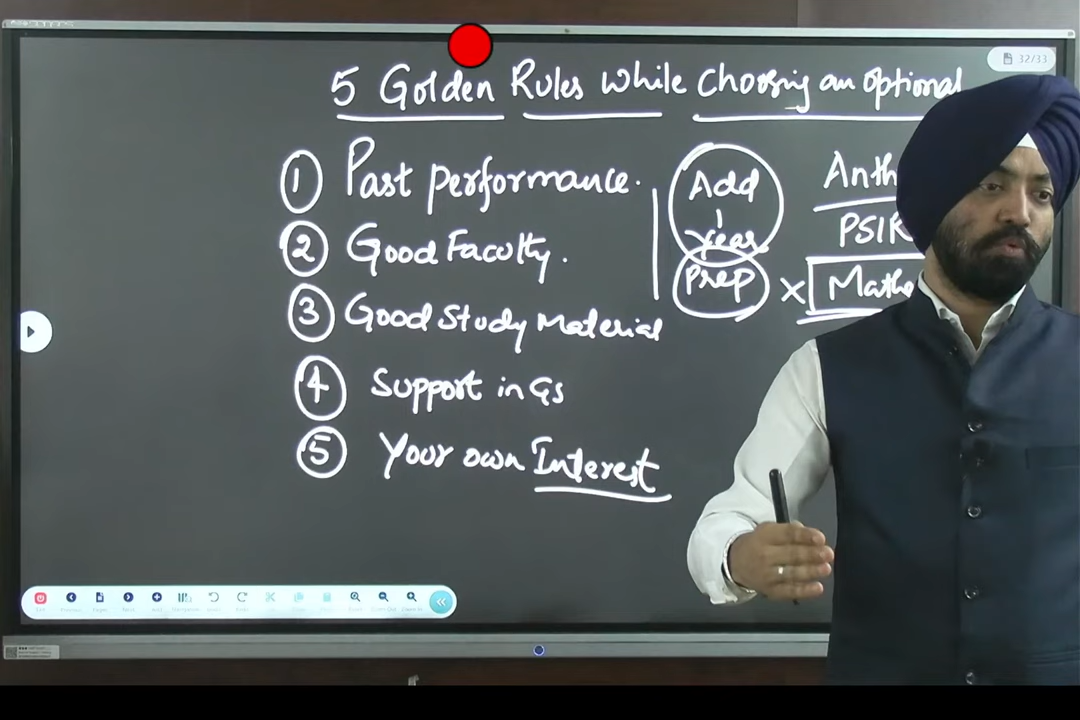 5 Golden Rules While Choosing an optional
32/33
① Past performance.
② Good Faculty.
③ Good Study Material
④ Support in GS
⑤ Your own Interest
Add
1
Year
Prep
Anth
PSIR
× Maths